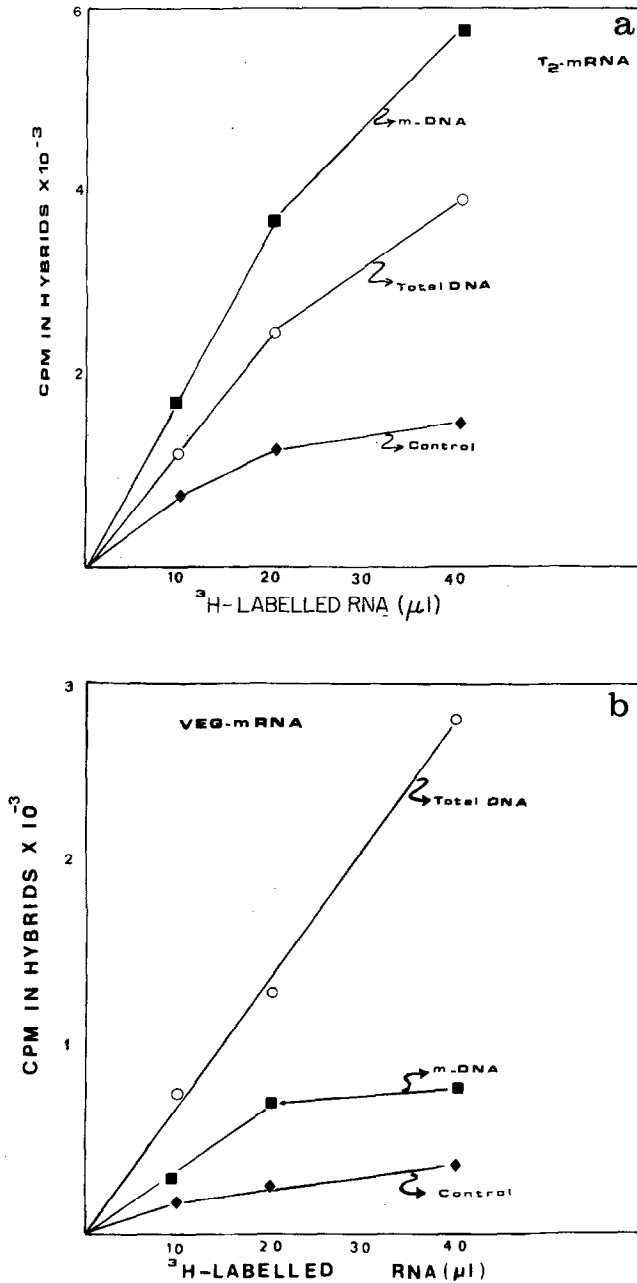 6
a
T₂-mRNA
m-DNA
4
CPM IN HYBRIDS X10⁻³
Total DNA
2
Control
10 20 30 40
³H-LABELLED RNA (μl)
3
b
VEG-mRNA
Total DNA
2
CPM IN HYBRIDS X 10⁻³
1
m-DNA
Control
10 20 30 40
³H-LABELLED RNA (μl)